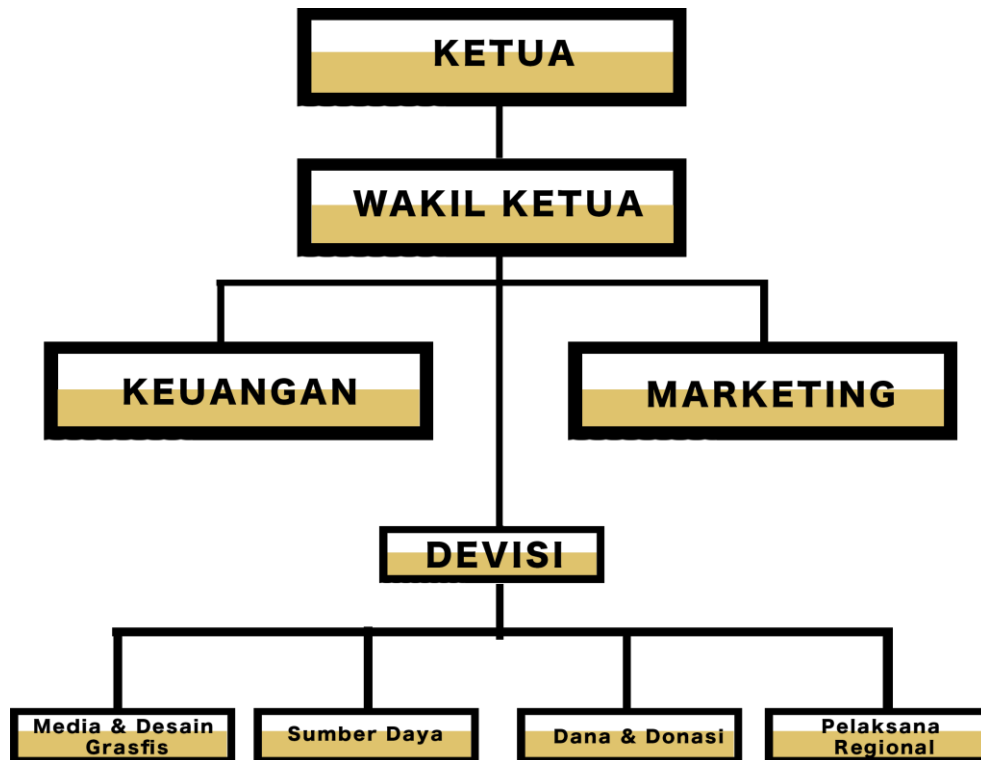 KETUA
WAKIL KETUA
KEUANGAN
MARKETING
DEVISI
Media & Desain
Grasfis
Sumber Daya
Dana & Donasi
Pelaksana
Regional